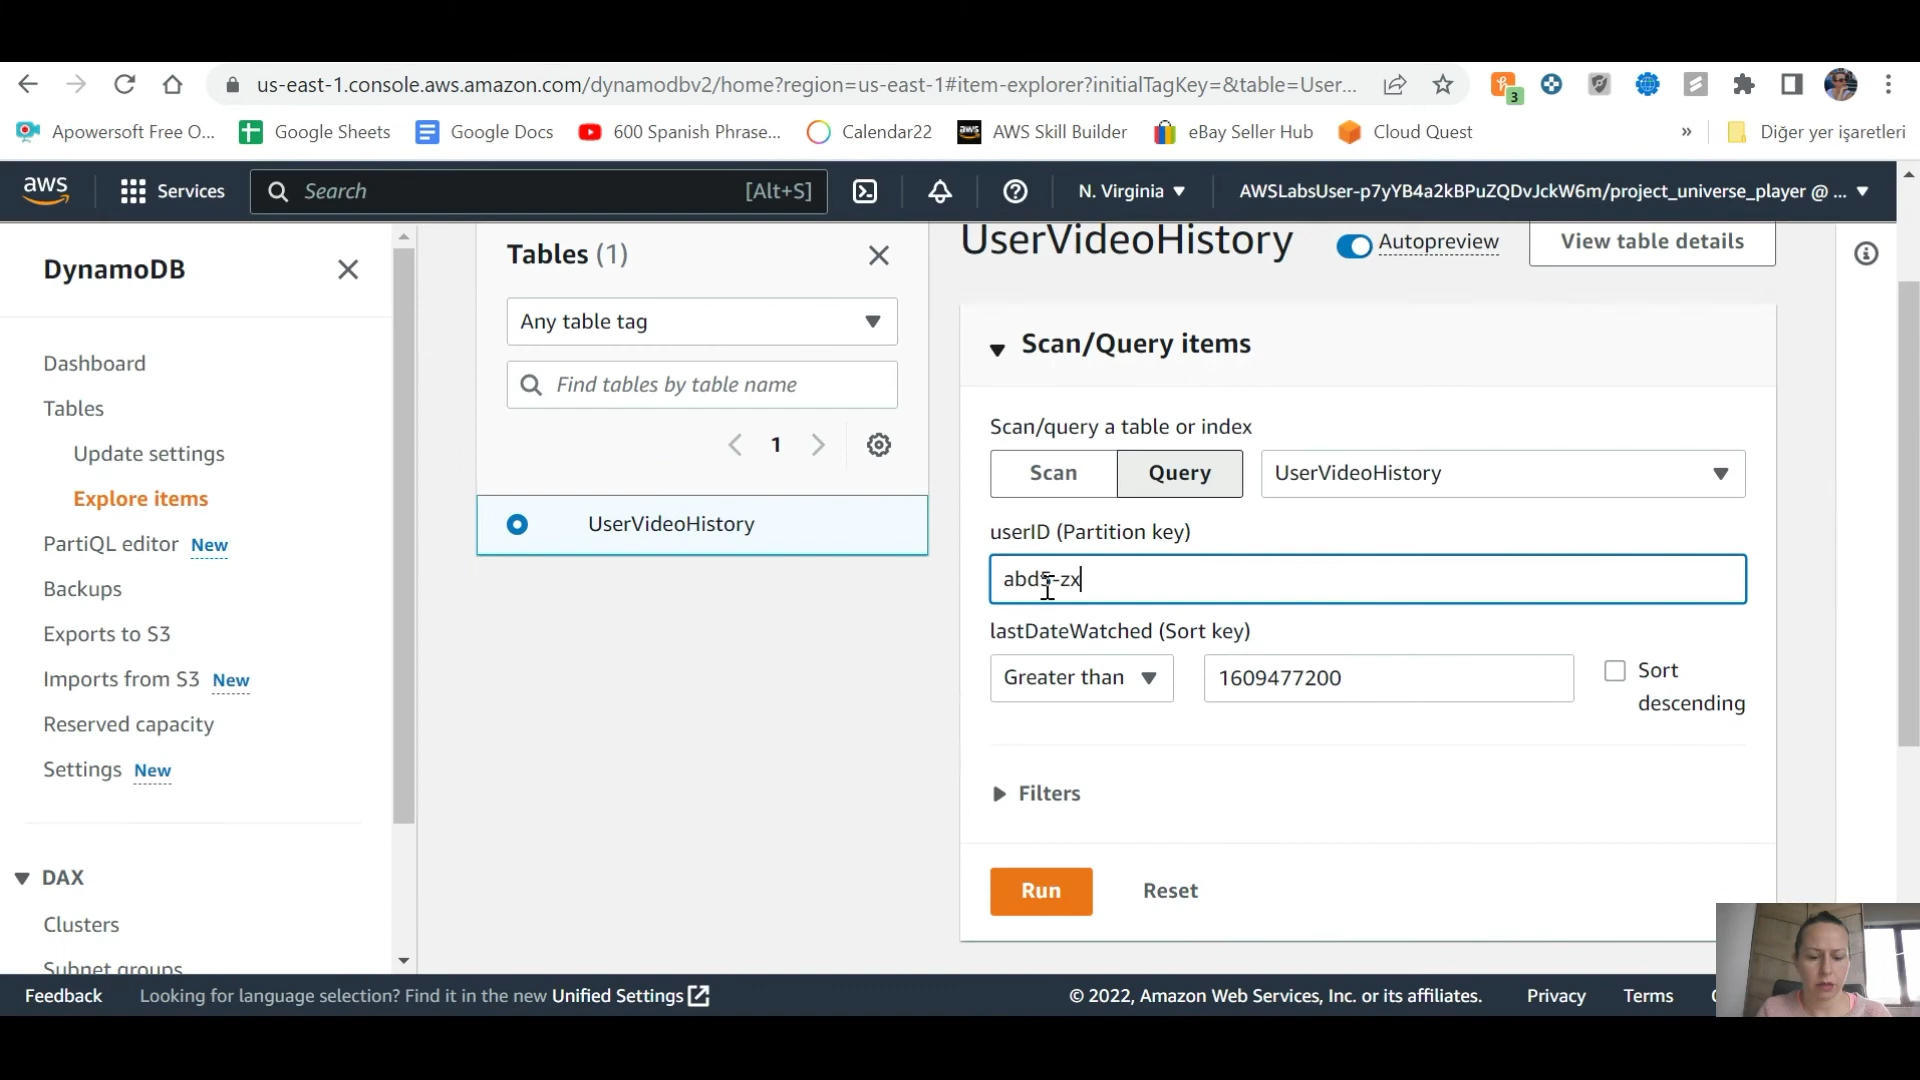 us-east-1.console.aws.amazon.com/dynamodbv2/home?region=us-east-1#item-explorer?initialTagKey=&table=User...
3
Apowersoft Free O...
Google Sheets
Google Docs
600 Spanish Phrase...
Calendar22
aws
AWS Skill Builder
eBay Seller Hub
Cloud Quest
»
Diğer yer işaretleri
aws
Services
Search
[Alt+S]
N. Virginia
AWSLabsUser-p7yYB4a2kBPuZQDvJckW6m/project_universe_player @ ...
DynamoDB
Dashboard
Tables
Update settings
Explore items
PartiQL editor New
Backups
Exports to S3
Imports from S3 New
Reserved capacity
Settings New
DAX
Clusters
Subnet groups
Tables (1)
Any table tag
Find tables by table name
1
UserVideoHistory
UserVideoHistory
Autopreview
View table details
Scan/Query items
Scan/query a table or index
Scan
Query
UserVideoHistory
userID (Partition key)
abd5-zx
lastDateWatched (Sort key)
Greater than
1609477200
Sort
descending
Filters
Run
Reset
Feedback
Looking for language selection? Find it in the new Unified Settings
© 2022, Amazon Web Services, Inc. or its affiliates.
Privacy
Terms